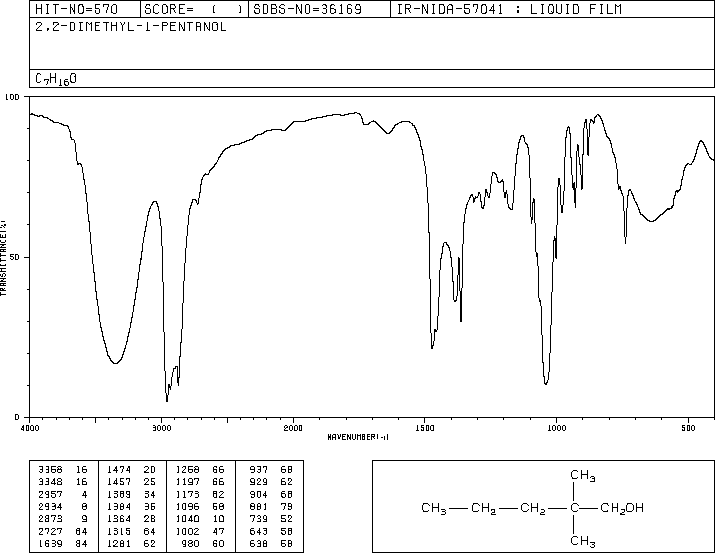 HIT-NO=570 SCORE= ( ) SDBS-NO=36169 IR-NIDA-57041 : LIQUID FILM
2,2-DIMETHYL-1-PENTANOL
C7H16O
100
50
0
TRANSMITTANCE(%)
4000 3000 2000 1500 1000 500
WAVENUMBER(-1)
3368 16 1474 20 1268 66 937 68
3348 16 1457 25 1197 66 929 62
2957 4 1389 34 1173 62 904 68
2934 8 1384 35 1096 58 881 79
2873 9 1364 28 1040 10 739 52
2727 64 1315 64 1002 47 643 58
1639 84 1281 62 980 60 638 58
CH3
CH3—CH2—CH2—C—CH2OH
CH3